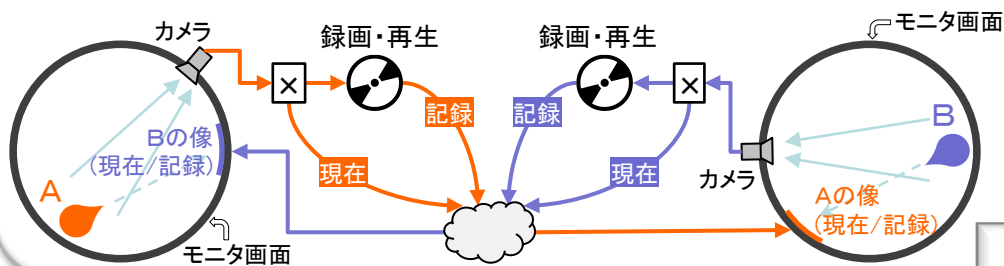 カメラ
録画・再生
録画・再生
モニタ画面
×
×
記録
記録
Bの像
(現在/記録)
A
現在
現在
B
カメラ
Aの像
(現在/記録)
モニタ画面